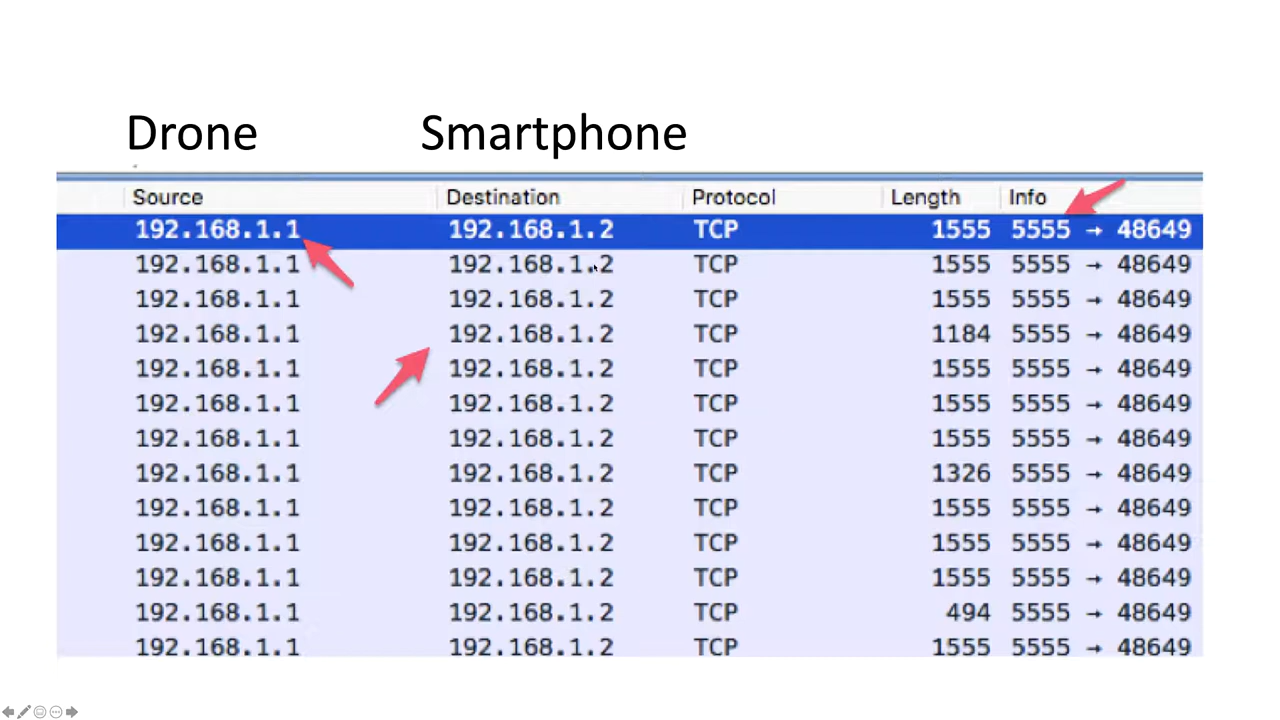 Drone Smartphone
Source Destination Protocol Length Info
192.168.1.1 192.168.1.2 TCP 1555 5555 → 48649
192.168.1.1 192.168.1.2 TCP 1555 5555 → 48649
192.168.1.1 192.168.1.2 TCP 1555 5555 → 48649
192.168.1.1 192.168.1.2 TCP 1184 5555 → 48649
192.168.1.1 192.168.1.2 TCP 1555 5555 → 48649
192.168.1.1 192.168.1.2 TCP 1555 5555 → 48649
192.168.1.1 192.168.1.2 TCP 1555 5555 → 48649
192.168.1.1 192.168.1.2 TCP 1326 5555 → 48649
192.168.1.1 192.168.1.2 TCP 1555 5555 → 48649
192.168.1.1 192.168.1.2 TCP 1555 5555 → 48649
192.168.1.1 192.168.1.2 TCP 1555 5555 → 48649
192.168.1.1 192.168.1.2 TCP 494 5555 → 48649
192.168.1.1 192.168.1.2 TCP 1555 5555 → 48649